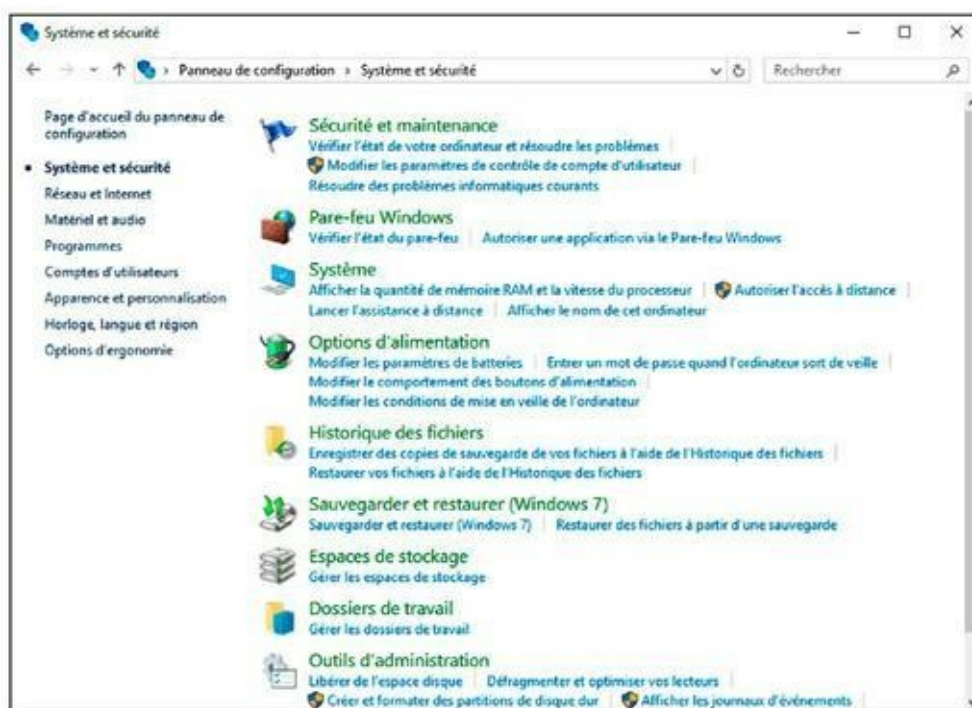 Système et sécurité
Panneau de configuration › Système et sécurité
Rechercher
Page d'accueil du panneau de
configuration
Système et sécurité
Réseau et Internet
Matériel et audio
Programmes
Comptes d'utilisateurs
Apparence et personnalisation
Horloge, langue et région
Options d'ergonomie
Sécurité et maintenance
Vérifier l'état de votre ordinateur et résoudre les problèmes
Modifier les paramètres de contrôle de compte d'utilisateur
Résoudre des problèmes informatiques courants
Pare-feu Windows
Vérifier l'état du pare-feu | Autoriser une application via le Pare-feu Windows
Système
Afficher la quantité de mémoire RAM et la vitesse du processeur | Autoriser l'accès à distance
Lancer l'assistance à distance | Afficher le nom de cet ordinateur
Options d'alimentation
Modifier les paramètres de batteries | Entrer un mot de passe quand l'ordinateur sort de veille
Modifier le comportement des boutons d'alimentation
Modifier les conditions de mise en veille de l'ordinateur
Historique des fichiers
Enregistrer des copies de sauvegarde de vos fichiers à l'aide de l'Historique des fichiers
Restaurer vos fichiers à l'aide de l'Historique des fichiers
Sauvegarder et restaurer (Windows 7)
Sauvegarder et restaurer (Windows 7) | Restaurer des fichiers à partir d'une sauvegarde
Espaces de stockage
Gérer les espaces de stockage
Dossiers de travail
Gérer les dossiers de travail
Outils d'administration
Libérer de l'espace disque | Défragmenter et optimiser vos lecteurs
Créer et formater des partitions de disque dur | Afficher les journaux d'événements